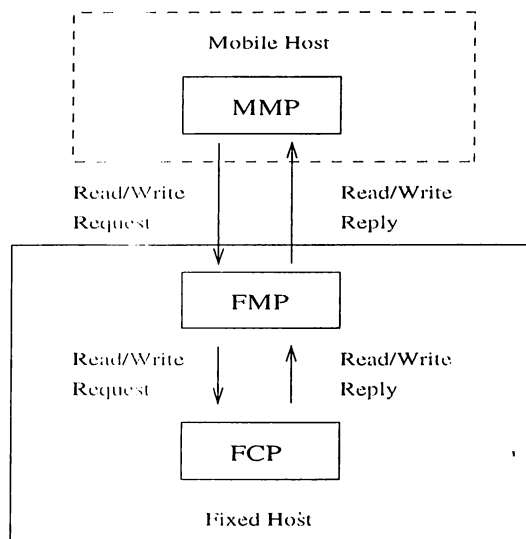 Mobile Host
MMP
Read/Write
Request
Read/Write
Reply
FMP
Read/Write
Request
Read/Write
Reply
FCP
Fixed Host